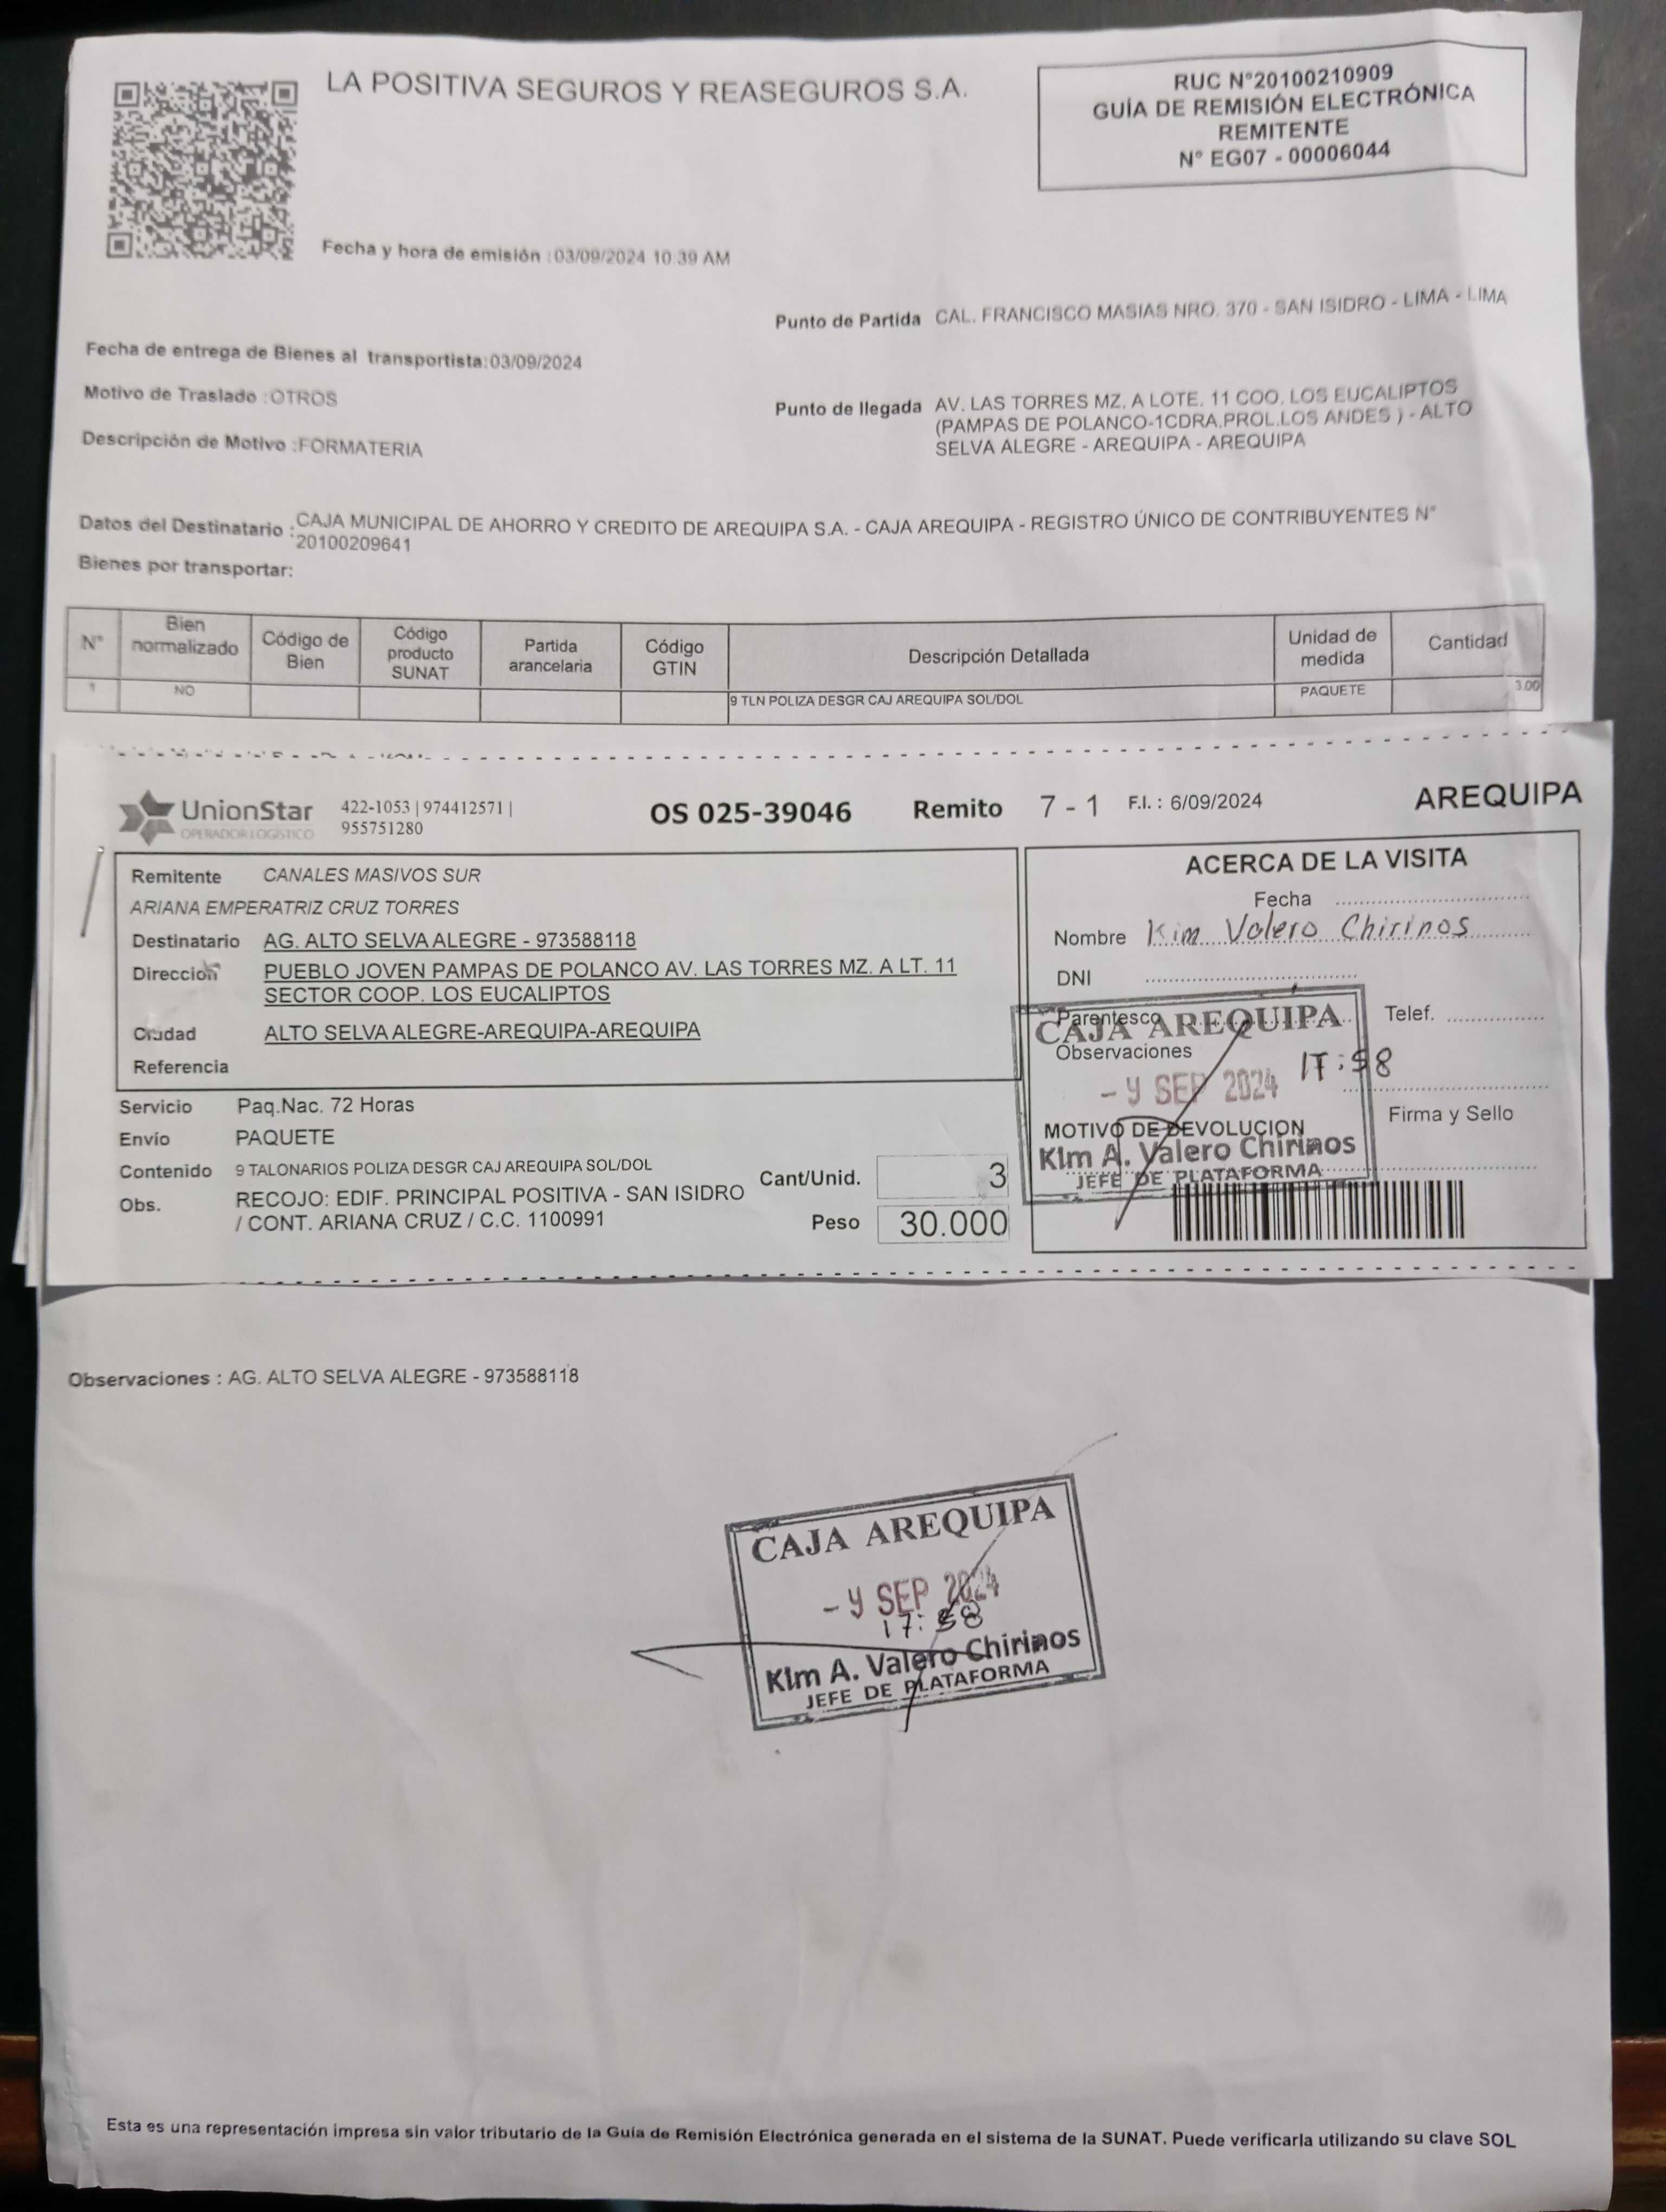 LA POSITIVA SEGUROS Y REASEGUROS S.A.
RUC N°20100210909
GUÍA DE REMISIÓN ELECTRÓNICA
REMITENTE
N° EG07 - 00006044
Fecha y hora de emisión :03/09/2024 10:39 AM
Punto de Partida CAL. FRANCISCO MASIAS NRO. 370 - SAN ISIDRO - LIMA - LIMA
Fecha de entrega de Bienes al transportista:03/09/2024
Motivo de Traslado :OTROS
Punto de llegada AV. LAS TORRES MZ. A LOTE. 11 COO. LOS EUCALIPTOS
(PAMPAS DE POLANCO-1CDRA.PROL.LOS ANDES ) - ALTO
SELVA ALEGRE - AREQUIPA - AREQUIPA
Descripción de Motivo :FORMATERIA
Datos del Destinatario :CAJA MUNICIPAL DE AHORRO Y CREDITO DE AREQUIPA S.A. - CAJA AREQUIPA - REGISTRO ÚNICO DE CONTRIBUYENTES N°
20100209641
Bienes por transportar:
N° Bien normalizado Código de Bien Código producto SUNAT Partida arancelaria Código GTIN Descripción Detallada Unidad de medida Cantidad
1 NO 9 TLN POLIZA DESGR CAJ AREQUIPA SOL/DOL PAQUETE 3.00
UnionStar
OPERADOR LOGÍSTICO
422-1053 | 974412571 |
955751280
OS 025-39046 Remito 7 - 1 F.I. : 6/09/2024 AREQUIPA
Remitente CANALES MASIVOS SUR
ARIANA EMPERATRIZ CRUZ TORRES
Destinatario AG. ALTO SELVA ALEGRE - 973588118
Dirección PUEBLO JOVEN PAMPAS DE POLANCO AV. LAS TORRES MZ. A LT. 11
SECTOR COOP. LOS EUCALIPTOS
Ciudad ALTO SELVA ALEGRE-AREQUIPA-AREQUIPA
Referencia
Servicio Paq.Nac. 72 Horas
Envío PAQUETE
Contenido 9 TALONARIOS POLIZA DESGR CAJ AREQUIPA SOL/DOL
Obs. RECOJO: EDIF. PRINCIPAL POSITIVA - SAN ISIDRO
/ CONT. ARIANA CRUZ / C.C. 1100991
Cant/Unid. 3
Peso 30.000
ACERCA DE LA VISITA
Fecha
Nombre Kim Valero Chirinos
DNI
Parentesco
Telef.
CAJA AREQUIPA
Observaciones
17:58
- 9 SEP 2024
Firma y Sello
MOTIVO DE DEVOLUCION
Kim A. Valero Chirinos
JEFE DE PLATAFORMA
Observaciones : AG. ALTO SELVA ALEGRE - 973588118
CAJA AREQUIPA
- 9 SEP 2024
17:58
Kim A. Valero Chirinos
JEFE DE PLATAFORMA
Esta es una representación impresa sin valor tributario de la Guía de Remisión Electrónica generada en el sistema de la SUNAT. Puede verificarla utilizando su clave SOL